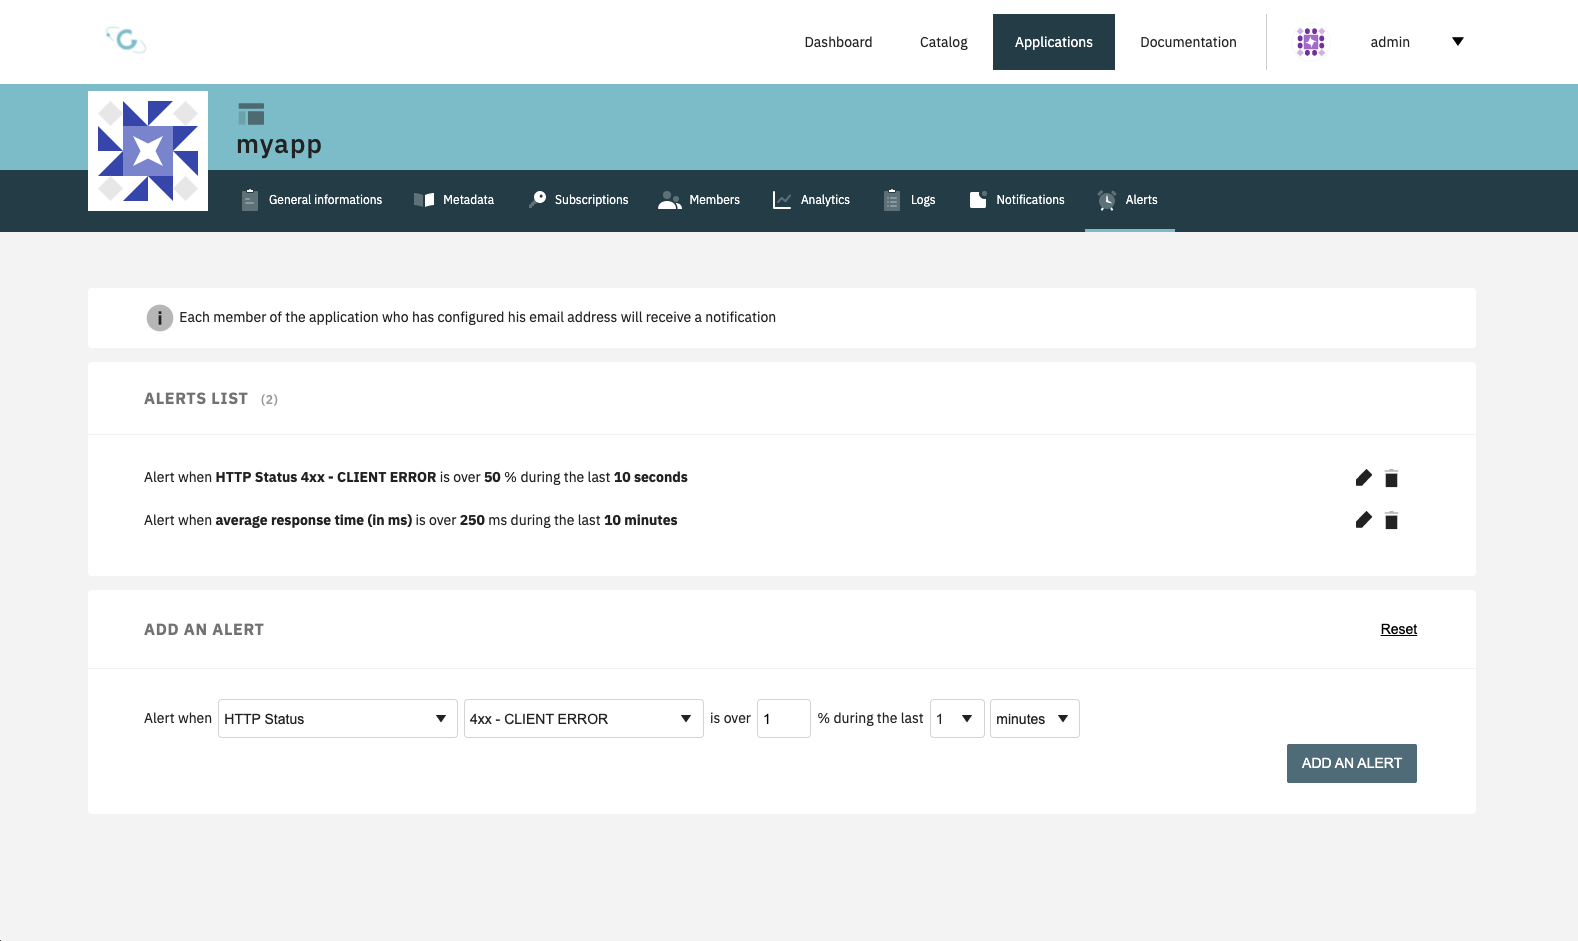 Dashboard Catalog Applications Documentation admin
myapp
General informations Metadata Subscriptions Members Analytics Logs Notifications Alerts
Each member of the application who has configured his email address will receive a notification
ALERTS LIST (2)
Alert when HTTP Status 4xx - CLIENT ERROR is over 50 % during the last 10 seconds
Alert when average response time (in ms) is over 250 ms during the last 10 minutes
ADD AN ALERT Reset
Alert when HTTP Status 4xx - CLIENT ERROR is over 1 % during the last 1 minutes
ADD AN ALERT